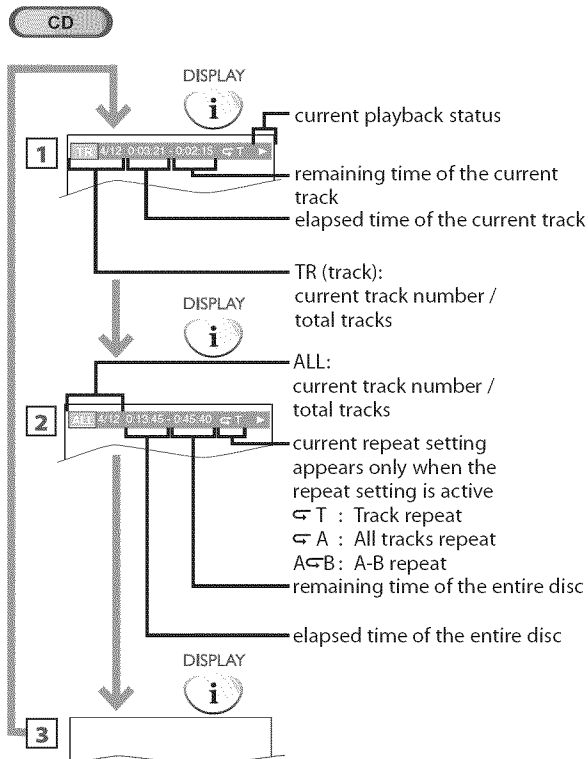 CD
DISPLAY
i
current playback status
1
TR 4/12 0:03:21 - 0:02:15 T
remaining time of the current
track
elapsed time of the current track
TR (track):
current track number /
total tracks
DISPLAY
i
ALL:
current track number /
total tracks
2
ALL 4/12 0:13:45 - 0:45:40 T
current repeat setting
appears only when the
repeat setting is active
T : Track repeat
A : All tracks repeat
A B : A-B repeat
remaining time of the entire disc
elapsed time of the entire disc
DISPLAY
i
3